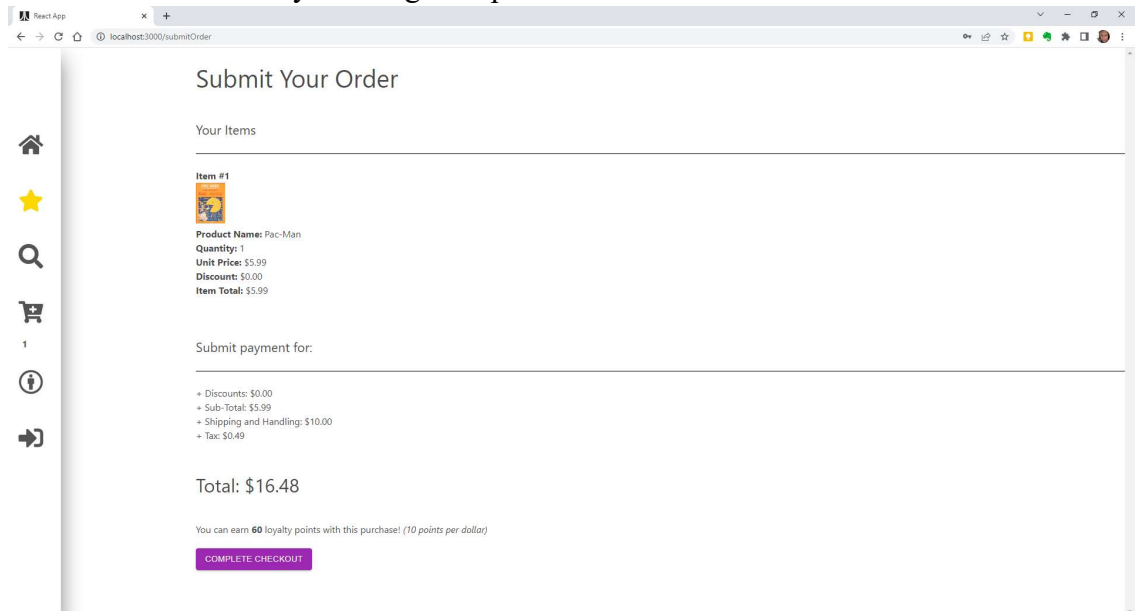 React App
localhost:3000/submitOrder
Submit Your Order
Your Items
Item #1
Product Name: Pac-Man
Quantity: 1
Unit Price: $5.99
Discount: $0.00
Item Total: $5.99
1
Submit payment for:
+ Discounts: $0.00
+ Sub-Total: $5.99
+ Shipping and Handling: $10.00
+ Tax: $0.49
Total: $16.48
You can earn 60 loyalty points with this purchase! (10 points per dollar)
COMPLETE CHECKOUT